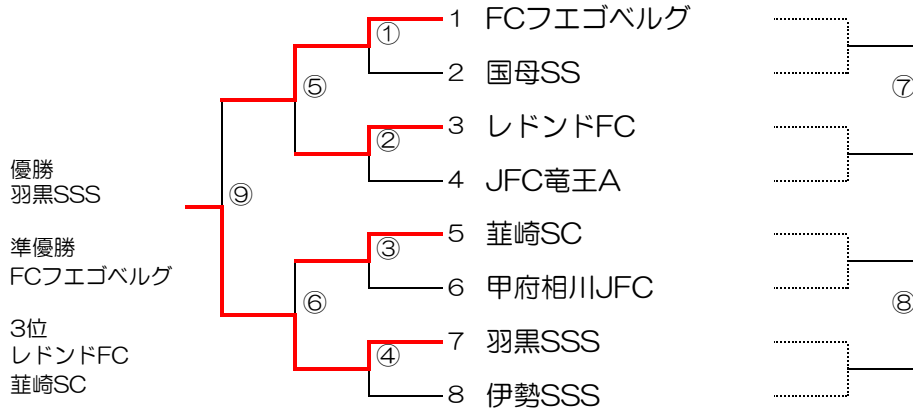 優勝
羽黒SSS
準優勝
FCフエゴベルグ
3位
レドンドFC
韮崎SC
⑨
⑤
⑥
①
②
③
④
1 FCフエゴベルグ
2 国母SS
3 レドンドFC
4 JFC竜王A
5 韮崎SC
6 甲府相川JFC
7 羽黒SSS
8 伊勢SSS
⑦
⑧